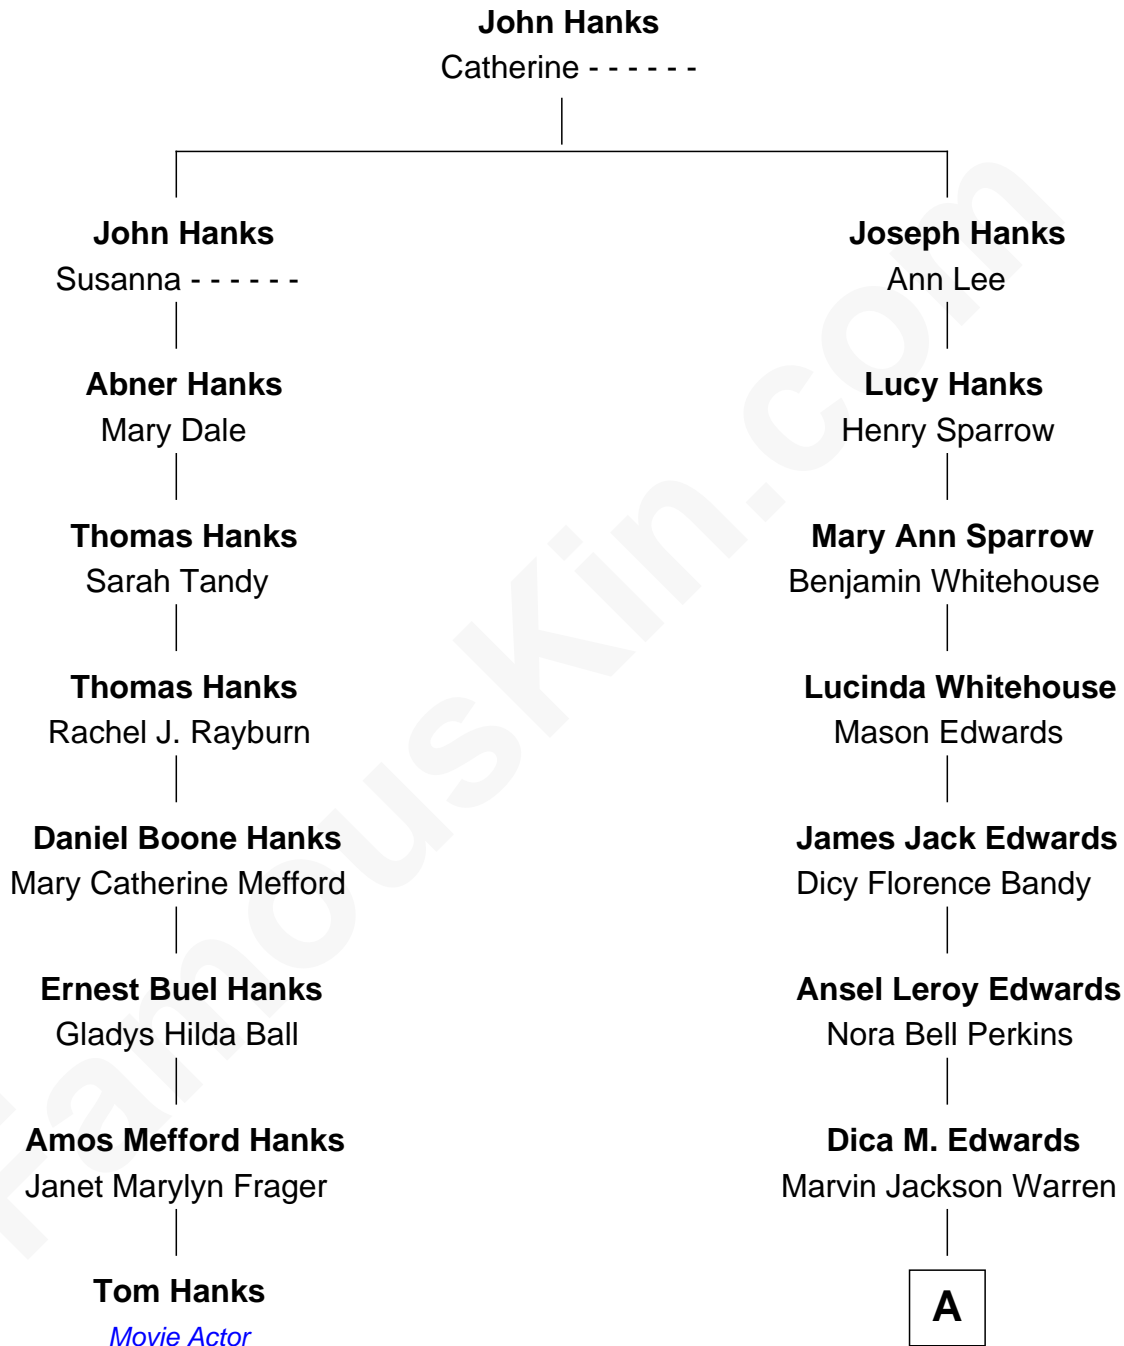 John Hanks
Catherine - - - - - -
John Hanks
Susanna - - - - - -
Joseph Hanks
Ann Lee
Abner Hanks
Mary Dale
Lucy Hanks
Henry Sparrow
Thomas Hanks
Sarah Tandy
Mary Ann Sparrow
Benjamin Whitehouse
Thomas Hanks
Rachel J. Rayburn
Lucinda Whitehouse
Mason Edwards
Daniel Boone Hanks
Mary Catherine Mefford
James Jack Edwards
Dicy Florence Bandy
Ernest Buel Hanks
Gladys Hilda Ball
Ansel Leroy Edwards
Nora Bell Perkins
Amos Mefford Hanks
Janet Marylyn Frager
Dica M. Edwards
Marvin Jackson Warren
Tom Hanks
Movie Actor
A
FamousKin.com